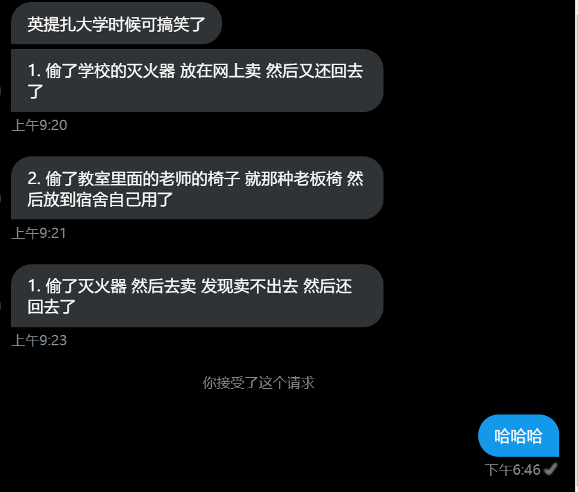 英提扎大学时候可搞笑了
1. 偷了学校的灭火器 放在网上卖 然后又还回去
了
上午9:20
2. 偷了教室里面的老师的椅子 就那种老板椅 然
后放到宿舍自己用了
上午9:21
1. 偷了灭火器 然后去卖 发现卖不出去 然后还
回去了
上午9:23
你接受了这个请求
哈哈哈
下午6:46